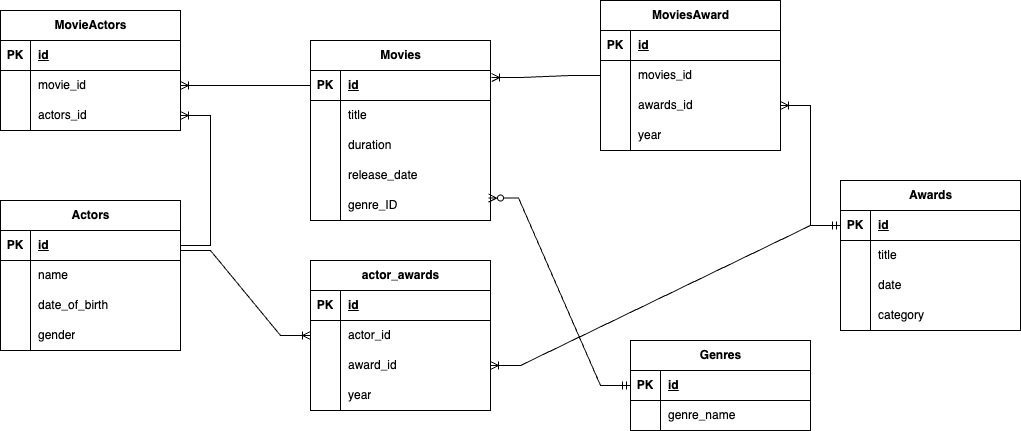 MovieActors
PK id
movie_id
actors_id
Movies
PK id
title
duration
release_date
genre_ID
MoviesAward
PK id
movies_id
awards_id
year
Actors
PK id
name
date_of_birth
gender
actor_awards
PK id
actor_id
award_id
year
Awards
PK id
title
date
category
Genres
PK id
genre_name